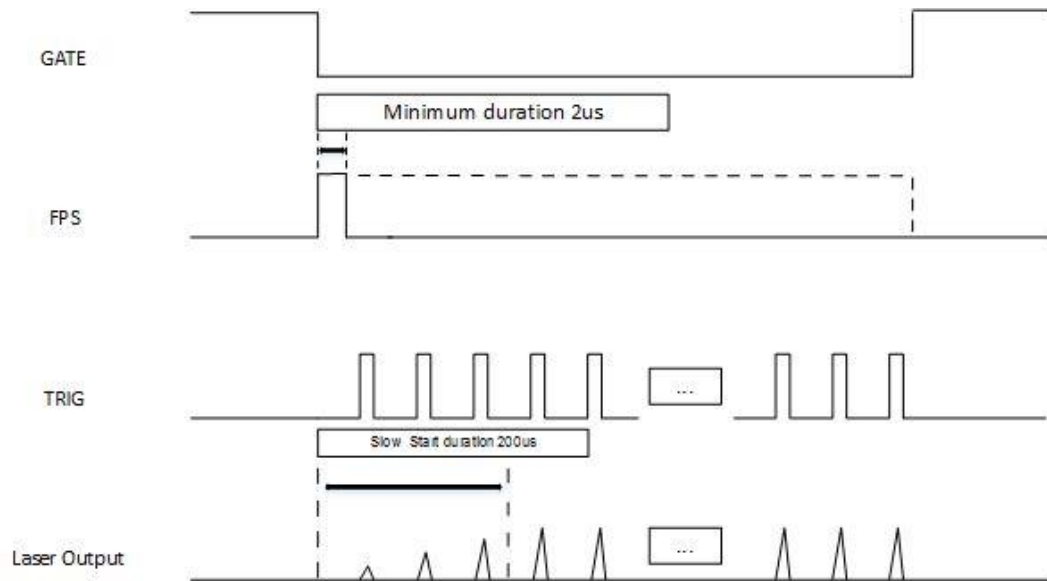 GATE
Minimum duration 2us
FPS
TRIG
...
Slow Start duration 200us
Laser Output
...